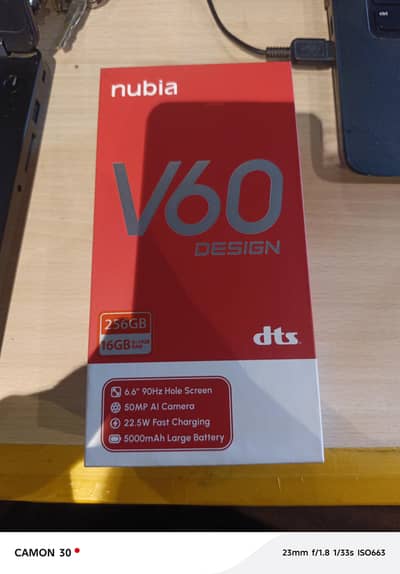 ctrl
nubia
V60
DESIGN
256GB
16GB
dts
6.6" 90Hz Hole Screen
50MP AI Camera
22.5W Fast Charging
5000mAh Large Battery
CAMON 30 23mm f/1.8 1/33s ISO663